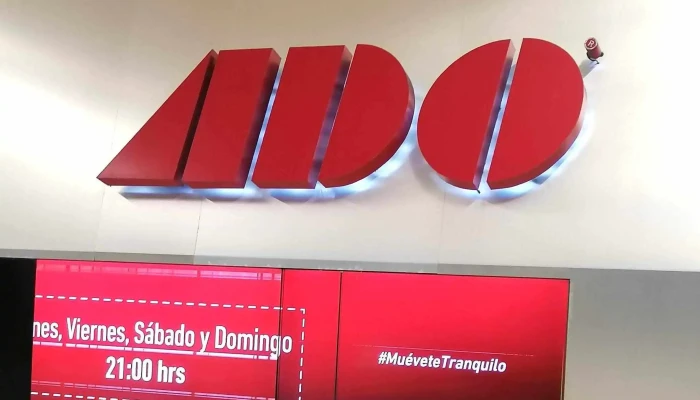 ADO
Viernes, Sábado y Domingo
21:00 hrs
#MuéveteTranquilo